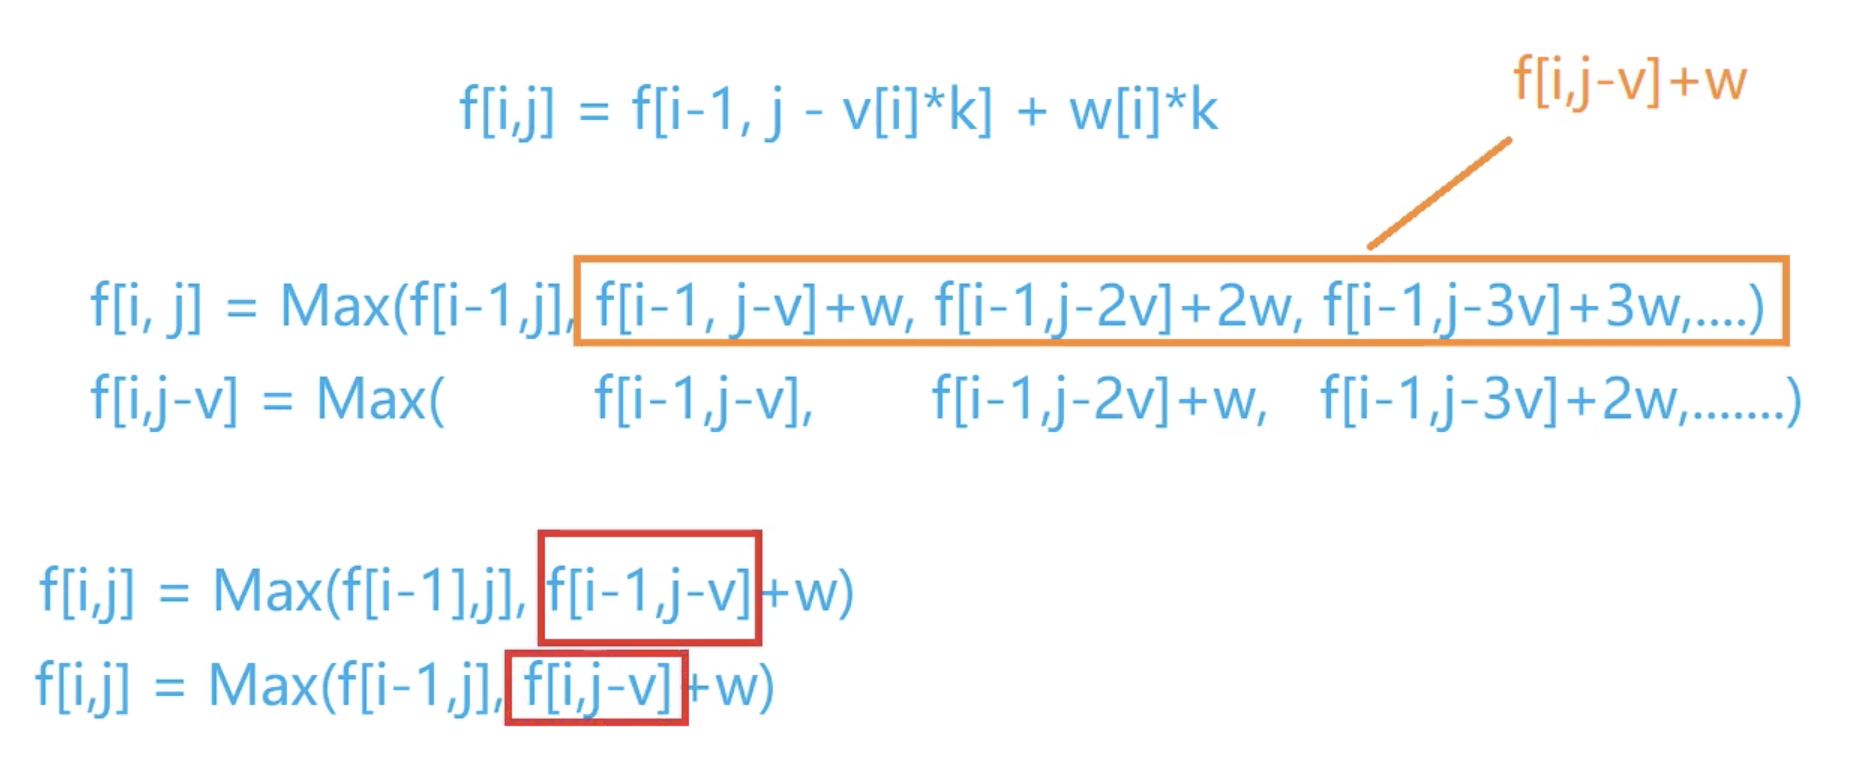 f[i,j-v]+w
f[i,j] = f[i-1, j - v[i]*k] + w[i]*k
f[i, j] = Max(f[i-1,j], f[i-1, j-v]+w, f[i-1,j-2v]+2w, f[i-1,j-3v]+3w,....)
f[i,j-v] = Max( f[i-1,j-v], f[i-1,j-2v]+w, f[i-1,j-3v]+2w,.......)
f[i,j] = Max(f[i-1],j], f[i-1,j-v]+w)
f[i,j] = Max(f[i-1,j], f[i,j-v]+w)